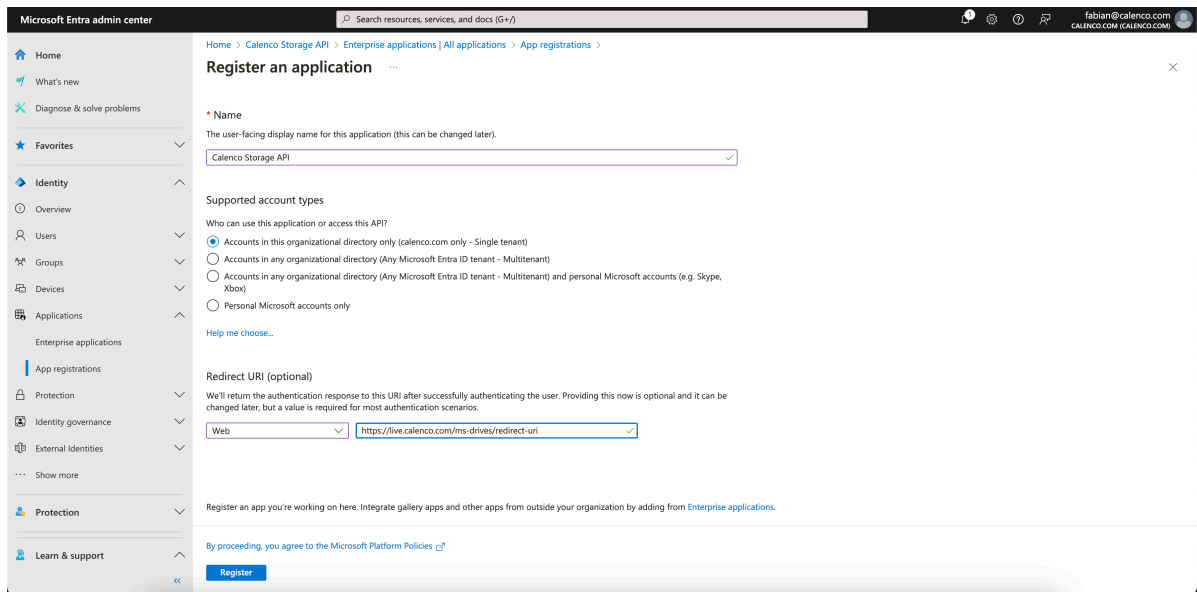 Microsoft Entra admin center
Search resources, services, and docs (G+/)
1
fabian@calenco.com
CALENCO.COM (CALENCO.COM)
Home
What's new
Diagnose & solve problems
Favorites
Identity
Overview
Users
Groups
Devices
Applications
Enterprise applications
App registrations
Protection
Identity governance
External Identities
Show more
Protection
Learn & support
Home > Calenco Storage API > Enterprise applications | All applications > App registrations >
Register an application ...
* Name
The user-facing display name for this application (this can be changed later).
Calenco Storage API
Supported account types
Who can use this application or access this API?
Accounts in this organizational directory only (calenco.com only - Single tenant)
Accounts in any organizational directory (Any Microsoft Entra ID tenant - Multitenant)
Accounts in any organizational directory (Any Microsoft Entra ID tenant - Multitenant) and personal Microsoft accounts (e.g. Skype,
Xbox)
Personal Microsoft accounts only
Help me choose...
Redirect URI (optional)
We'll return the authentication response to this URI after successfully authenticating the user. Providing this now is optional and it can be
changed later, but a value is required for most authentication scenarios.
Web
https://live.calenco.com/ms-drives/redirect-uri
Register an app you're working on here. Integrate gallery apps and other apps from outside your organization by adding from Enterprise applications.
By proceeding, you agree to the Microsoft Platform Policies
Register